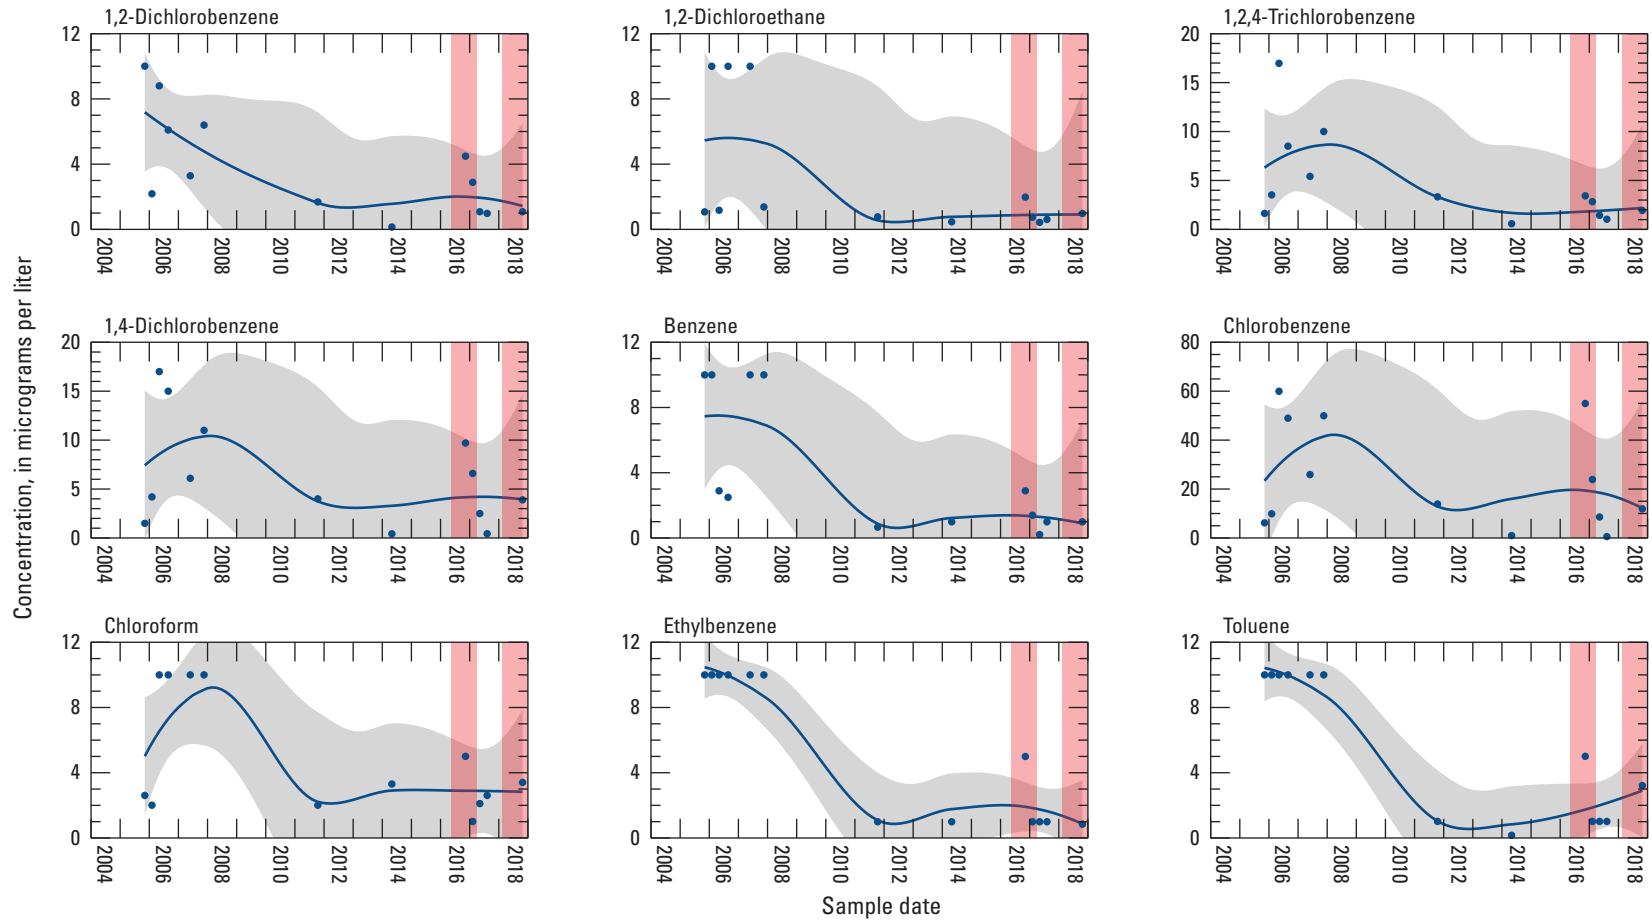 1,2-Dichlorobenzene
12
8
4
0
2004 2006 2008 2010 2012 2014 2016 2018
1,2-Dichloroethane
12
8
4
0
2004 2006 2008 2010 2012 2014 2016 2018
1,2,4-Trichlorobenzene
20
15
10
5
0
2004 2006 2008 2010 2012 2014 2016 2018
Concentration, in micrograms per liter
1,4-Dichlorobenzene
20
15
10
5
0
2004 2006 2008 2010 2012 2014 2016 2018
Benzene
12
8
4
0
2004 2006 2008 2010 2012 2014 2016 2018
Chlorobenzene
80
60
40
20
0
2004 2006 2008 2010 2012 2014 2016 2018
Chloroform
12
8
4
0
2004 2006 2008 2010 2012 2014 2016 2018
Ethylbenzene
12
8
4
0
2004 2006 2008 2010 2012 2014 2016 2018
Toluene
12
8
4
0
2004 2006 2008 2010 2012 2014 2016 2018
Sample date